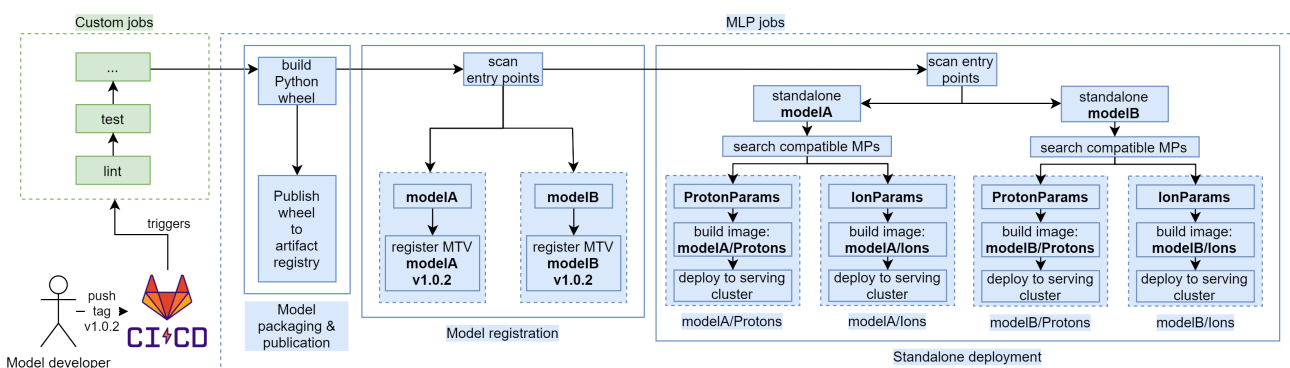 Custom jobs
MLP jobs
...
test
lint
triggers
push
tag
v1.0.2
CI CD
Model developer
build
Python
wheel
Publish
wheel
to
artifact
registry
Model
packaging &
publication
scan
entry points
modelA
register MTV
modelA
v1.0.2
modelB
register MTV
modelB
v1.0.2
Model registration
scan entry
points
standalone
modelA
search compatible MPs
ProtonParams
build image:
modelA/Protons
deploy to serving
cluster
modelA/Protons
IonParams
build image:
modelA/Ions
deploy to serving
cluster
modelA/Ions
standalone
modelB
search compatible MPs
ProtonParams
build image:
modelB/Protons
deploy to serving
cluster
modelB/Protons
IonParams
build image:
modelB/Ions
deploy to serving
cluster
modelB/Ions
Standalone deployment